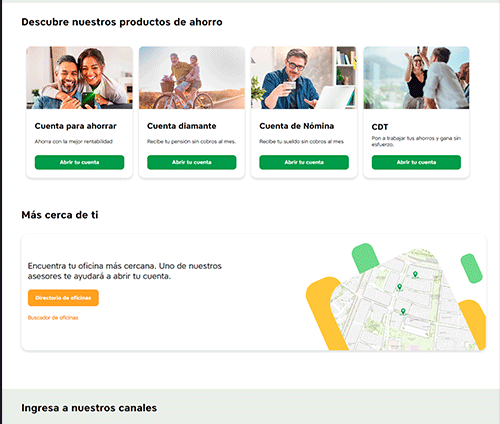 Descubre nuestros productos de ahorro
Cuenta para ahorrar
Ahorra con la mejor rentabilidad
Abrir tu cuenta
Cuenta diamante
Recibe tu pensión sin cobros al mes.
Abrir tu cuenta
Cuenta de Nómina
Recibe tu sueldo sin cobros al mes
Abrir tu cuenta
CDT
Pon a trabajar tus ahorros y gana sin
esfuerzo.
Abrir tu cuenta
Más cerca de ti
Encuentra tu oficina más cercana. Uno de nuestros
asesores te ayudará a abrir tu cuenta.
Directorio de oficinas
Buscador de oficinas
Ingresa a nuestros canales